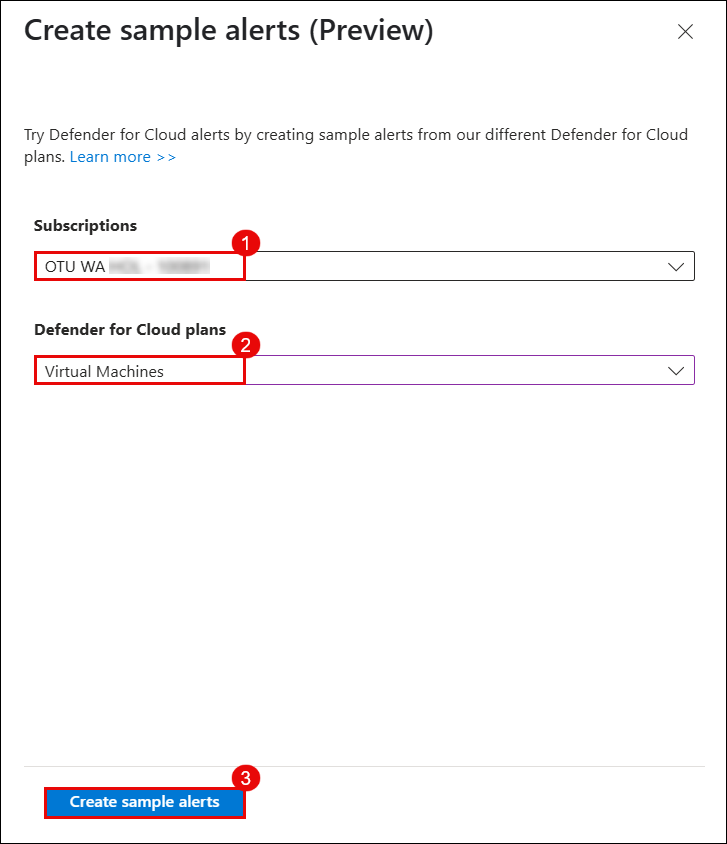 Create sample alerts (Preview)
Try Defender for Cloud alerts by creating sample alerts from our different Defender for Cloud
plans. Learn more >>
Subscriptions
1
OTU WA
Defender for Cloud plans
2
Virtual Machines
3
Create sample alerts